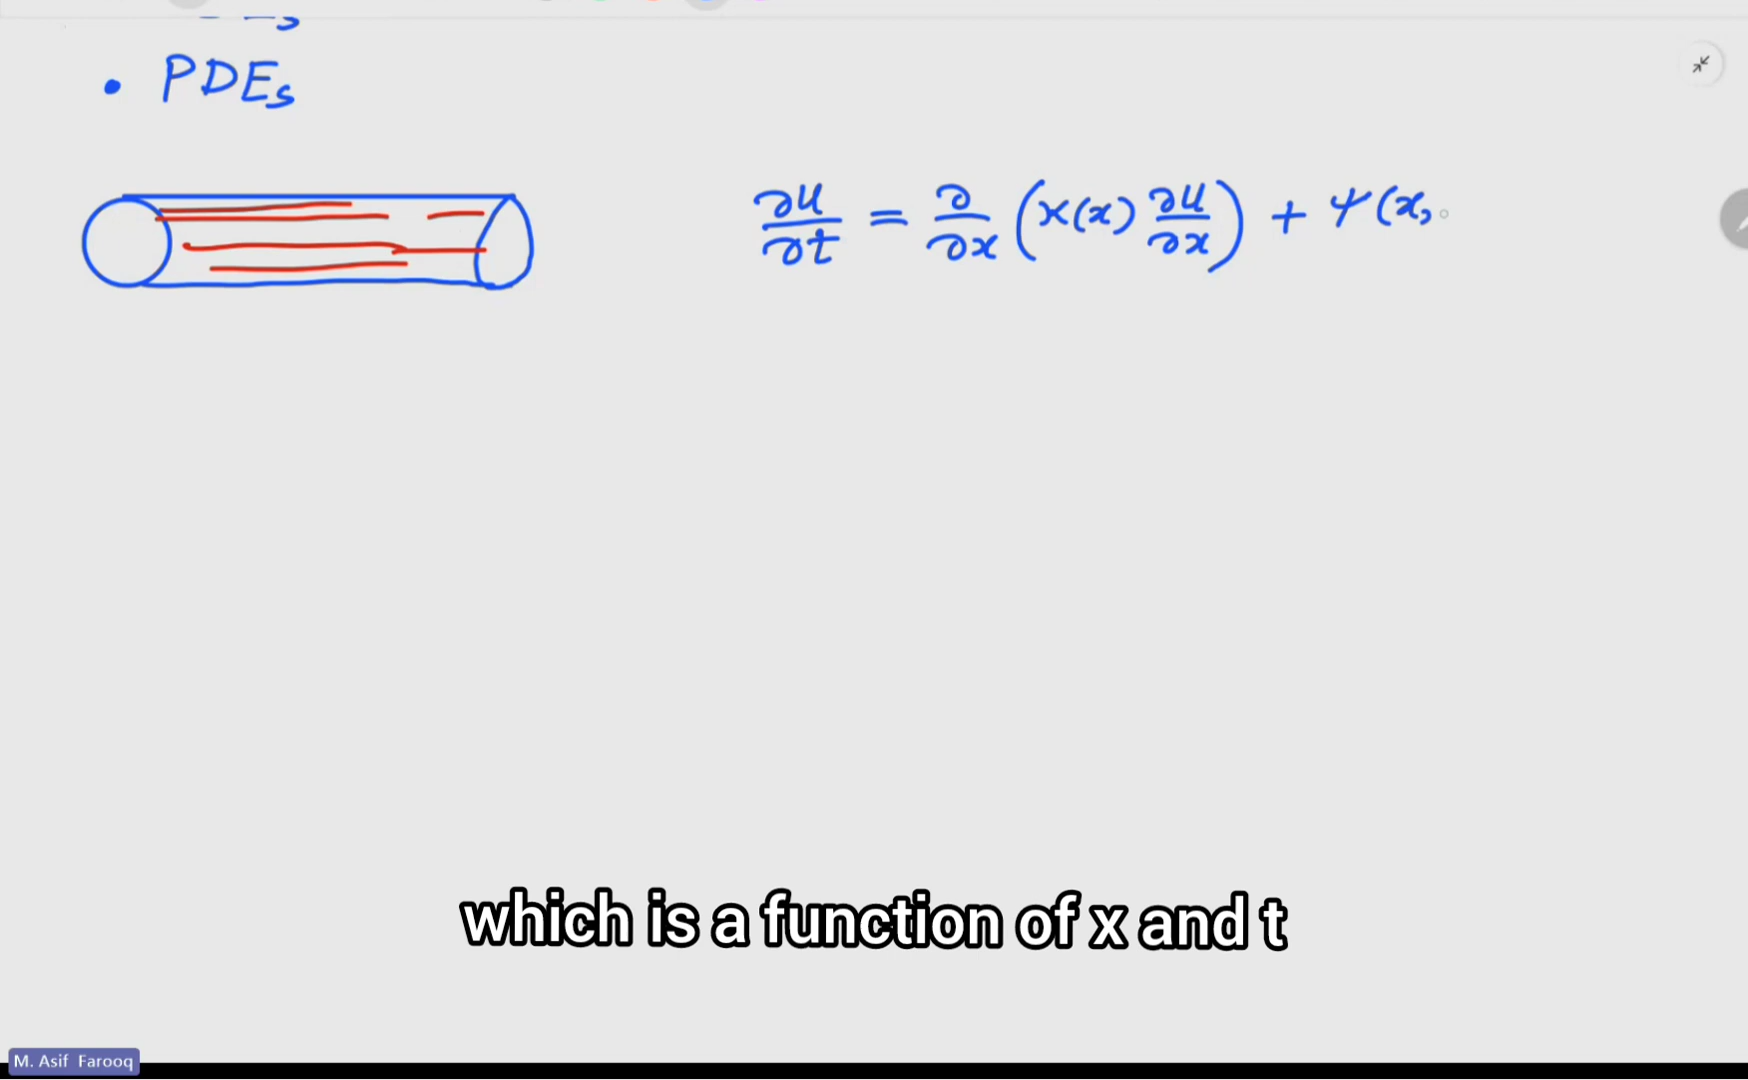 • PDEs
∂u/∂t = ∂/∂x (x(x) ∂u/∂x) + ψ(x,
which is a function of x and t
M. Asif Farooq